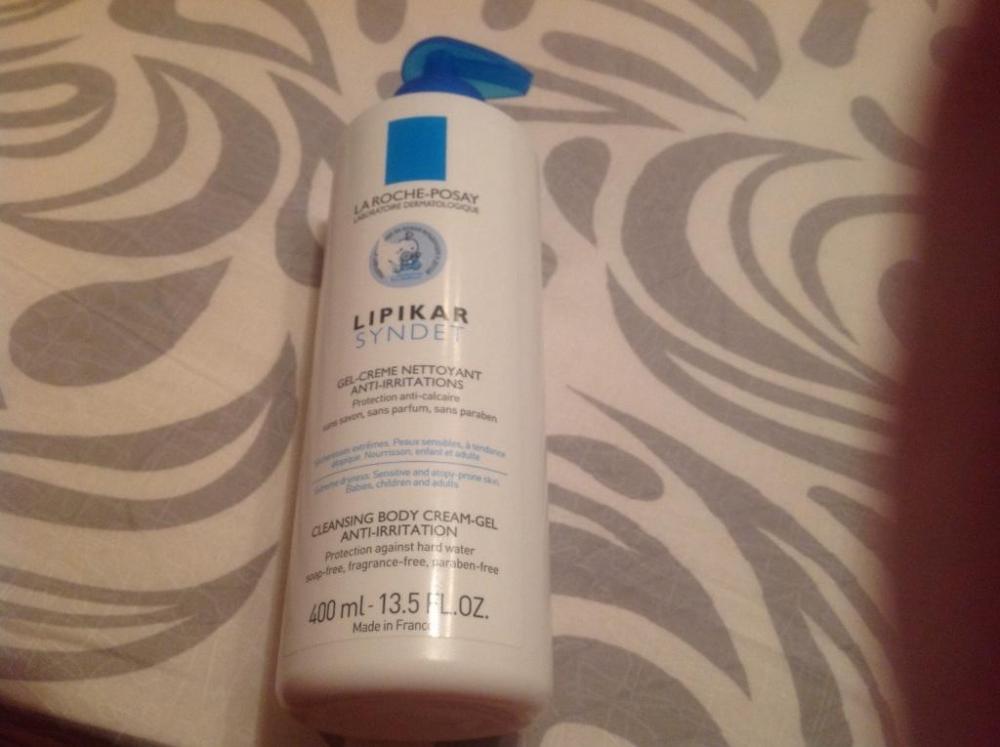 LA ROCHE-POSAY
LABORATOIRE DERMATOLOGIQUE
LIPIKAR
SYNDET
GEL-CREME NETTOYANT
ANTI-IRRITATIONS
Protection anti-calcaire
sans savon, sans parfum, sans paraben
extrêmes. Peaux sensibles, à tendance
atopique. Nourrisson, enfant et adulte
Extreme dryness: Sensitive and atopy-prone skin.
Babies, children and adults
CLEANSING BODY CREAM-GEL
ANTI-IRRITATION
Protection against hard water
soap-free, fragrance-free, paraben-free
400 ml - 13.5 FL.OZ.
Made in France